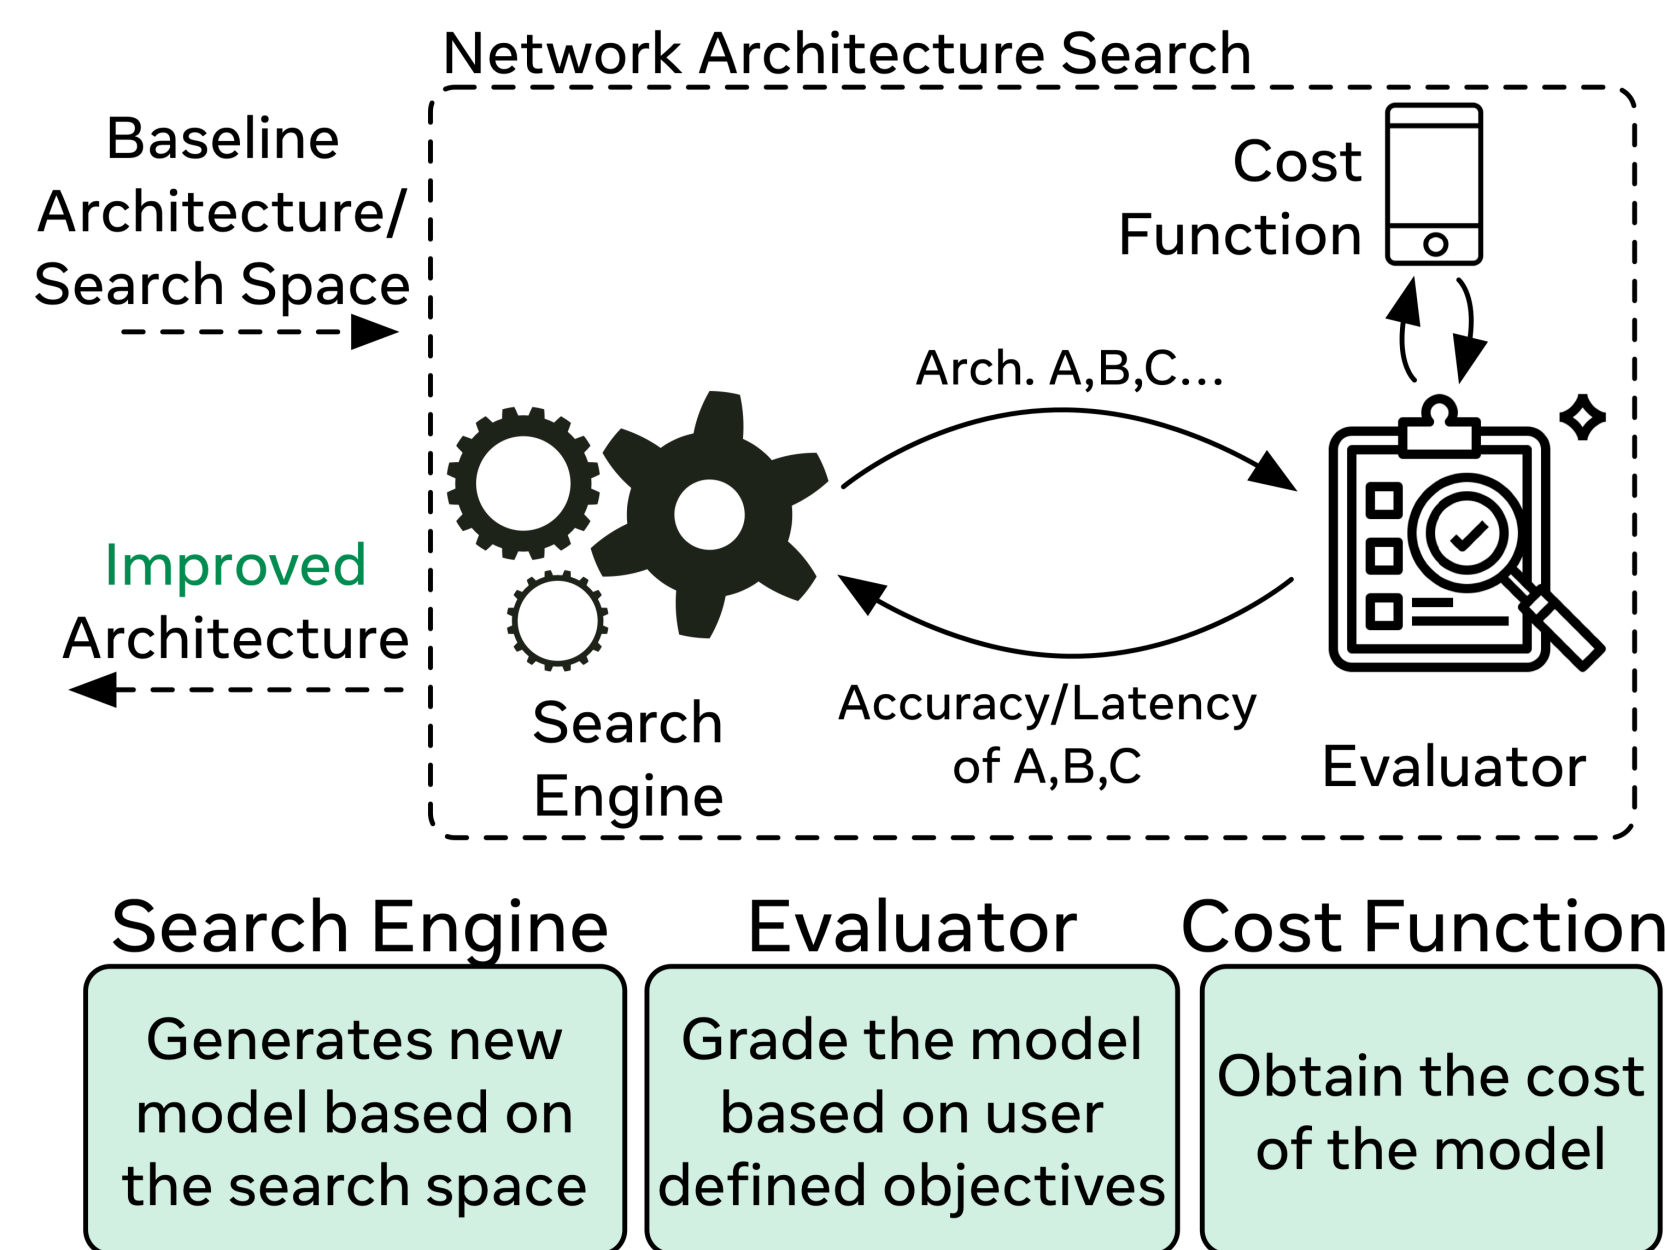 Network Architecture Search
Baseline
Architecture/
Search Space
Cost
Function
Arch. A,B,C...
Improved
Architecture
Search
Engine
Accuracy/Latency
of A,B,C
Evaluator
Search Engine
Generates new
model based on
the search space
Evaluator
Grade the model
based on user
defined objectives
Cost Function
Obtain the cost
of the model